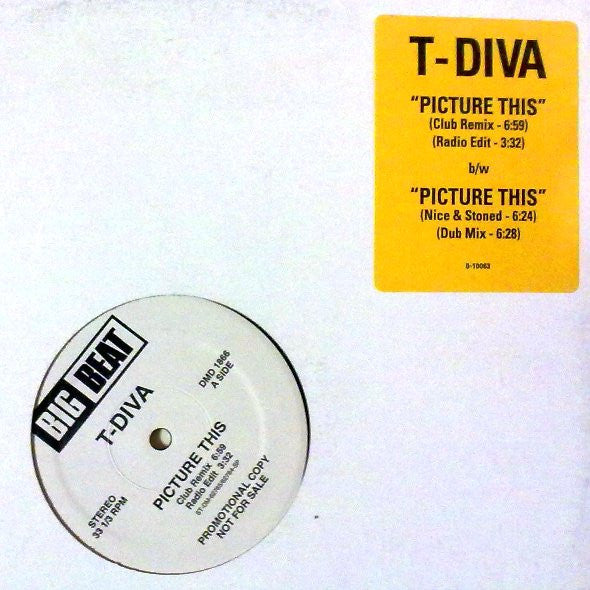 T-DIVA
"PICTURE THIS"
(Club Remix - 6:59)
(Radio Edit - 3:32)
b/w
"PICTURE THIS"
(Nice & Stoned - 6:24)
(Dub Mix - 6:28)
8-10063
BIG BEAT
T-DIVA
DMD 1866
A SIDE
STEREO
33 1/3 RPM
PICTURE THIS
Club Remix 6:59
Radio Edit 3:32
PROMOTIONAL COPY
NOT FOR SALE